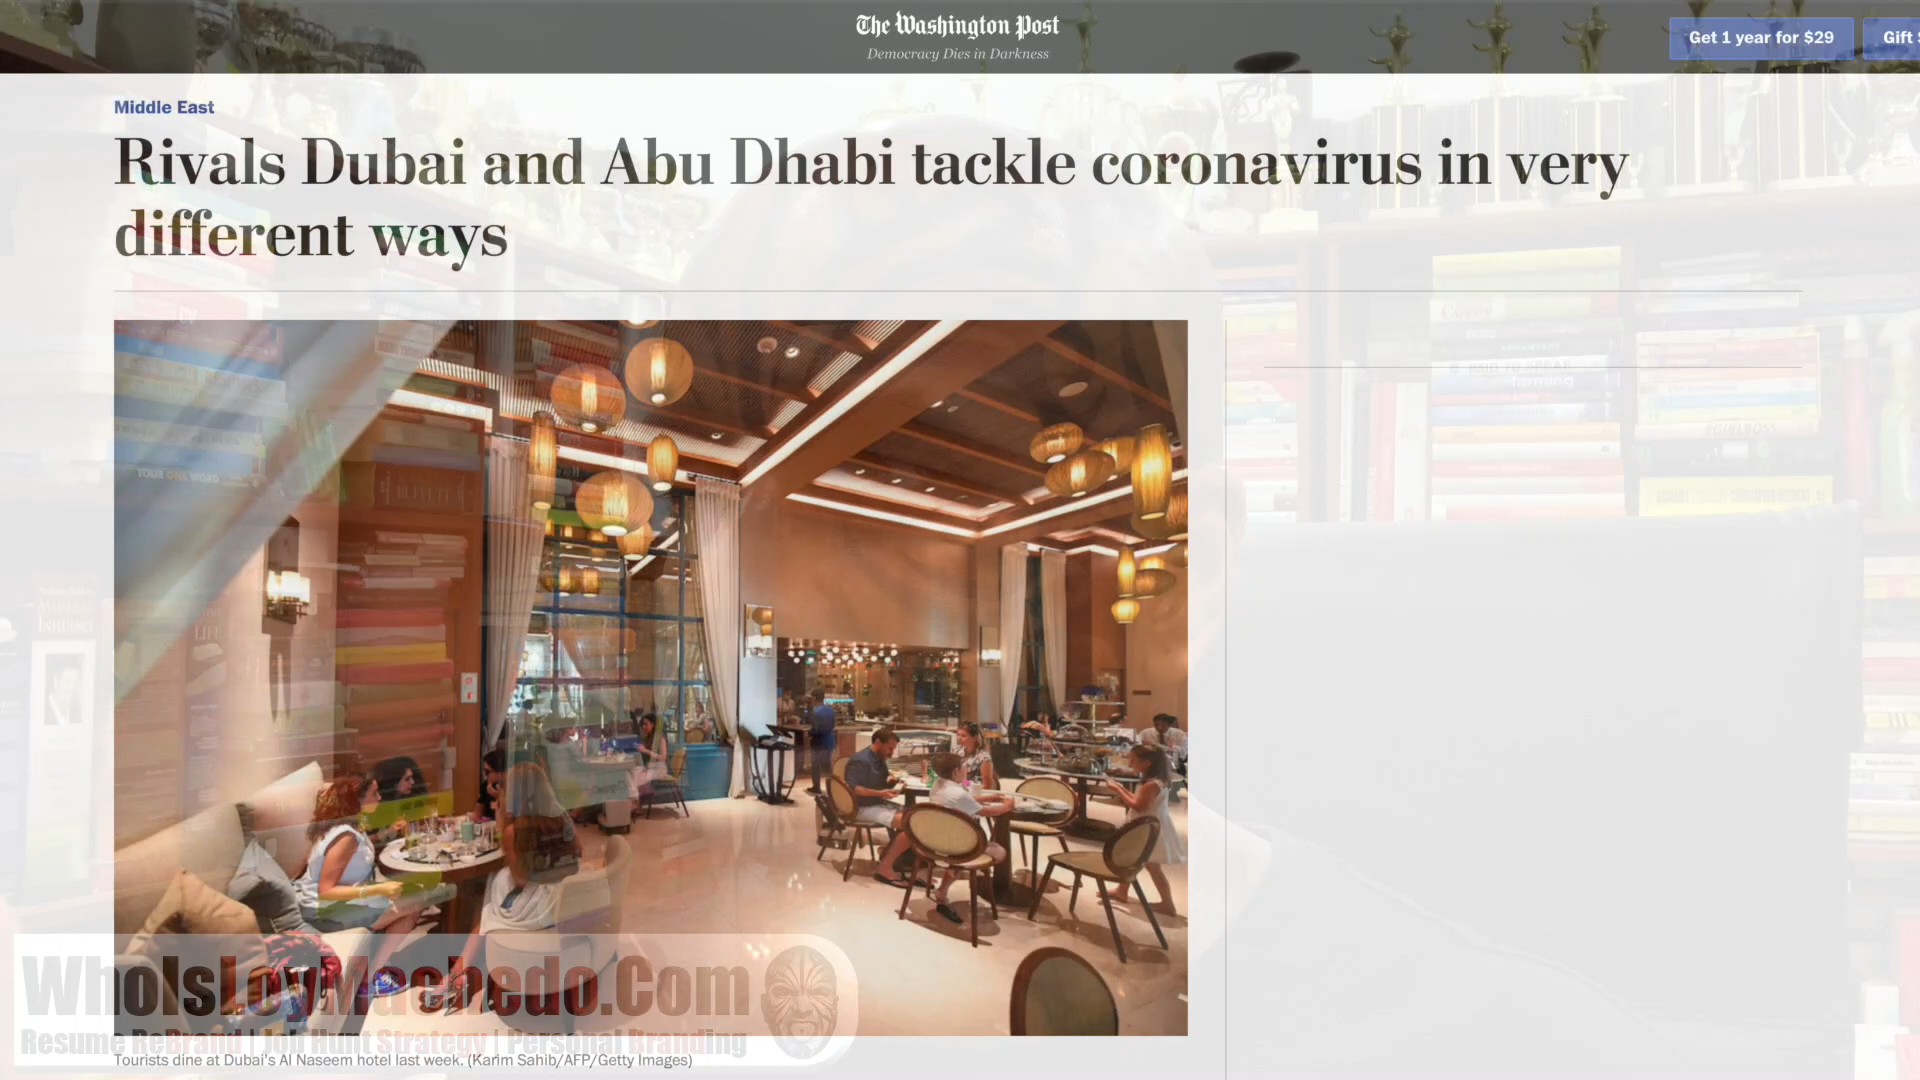 The Washington Post
Democracy Dies in Darkness
Get 1 year for $29
Gift
Middle East
Rivals Dubai and Abu Dhabi tackle coronavirus in very
different ways
#GIRLBOSS
WhoIsLoyMachedo.Com
Resume ReBrand | Job Hunt Strategy | Personal Branding
Tourists dine at Dubai's Al Naseem hotel last week. (Karim Sahib/AFP/Getty Images)